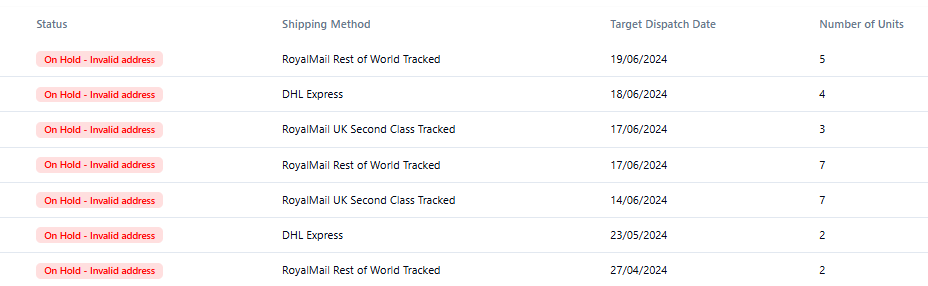 Status Shipping Method Target Dispatch Date Number of Units
On Hold - Invalid address RoyalMail Rest of World Tracked 19/06/2024 5
On Hold - Invalid address DHL Express 18/06/2024 4
On Hold - Invalid address RoyalMail UK Second Class Tracked 17/06/2024 3
On Hold - Invalid address RoyalMail Rest of World Tracked 17/06/2024 7
On Hold - Invalid address RoyalMail UK Second Class Tracked 14/06/2024 7
On Hold - Invalid address DHL Express 23/05/2024 2
On Hold - Invalid address RoyalMail Rest of World Tracked 27/04/2024 2